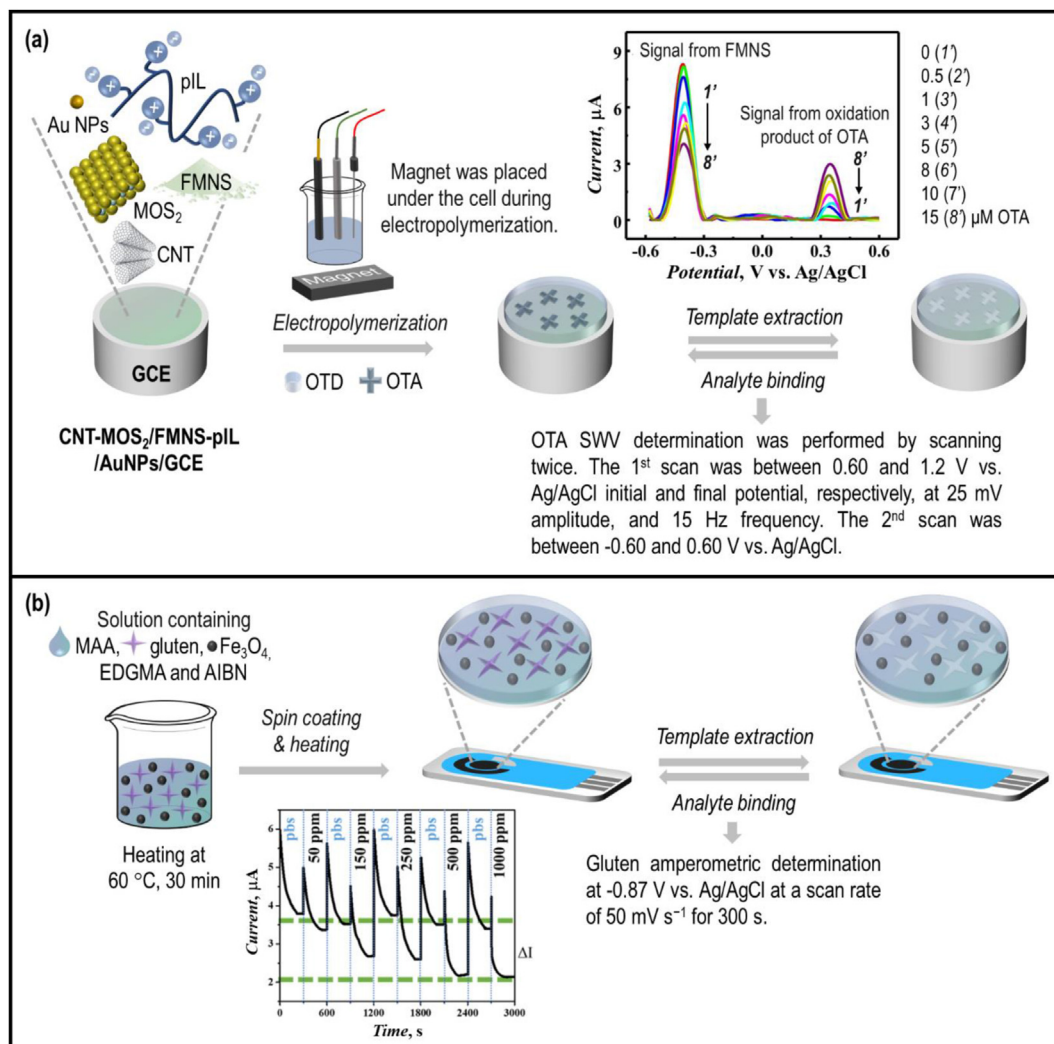 (a)
pIL
Au NPs
MOS2
FMNS
CNT
GCE
CNT-MOS2/FMNS-pIL
/AuNPs/GCE
Magnet was placed
under the cell during
electropolymerization.
Magnet
Electropolymerization
OTD OTA
Signal from FMNS
1’
8’
Signal from oxidation
product of OTA
8’
1’
Current, µA
9
6
3
0
-0.6 -0.3 0.0 0.3 0.6
Potential, V vs. Ag/AgCl
0 (1’)
0.5 (2’)
1 (3’)
3 (4’)
5 (5’)
8 (6’)
10 (7’)
15 (8’) µM OTA
Template extraction
Analyte binding
OTA SWV determination was performed by scanning
twice. The 1st scan was between 0.60 and 1.2 V vs.
Ag/AgCl initial and final potential, respectively, at 25 mV
amplitude, and 15 Hz frequency. The 2nd scan was
between -0.60 and 0.60 V vs. Ag/AgCl.
(b)
Solution containing
MAA, gluten, Fe3O4,
EDGMA and AIBN
Heating at
60 °C, 30 min
Spin coating
& heating
Current, µA
6
5
4
3
2
pbs 50 ppm pbs 150 ppm pbs 250 ppm pbs 500 ppm pbs 1000 ppm
ΔI
0 600 1200 1800 2400 3000
Time, s
Template extraction
Analyte binding
Gluten amperometric determination
at -0.87 V vs. Ag/AgCl at a scan rate
of 50 mV s−1 for 300 s.